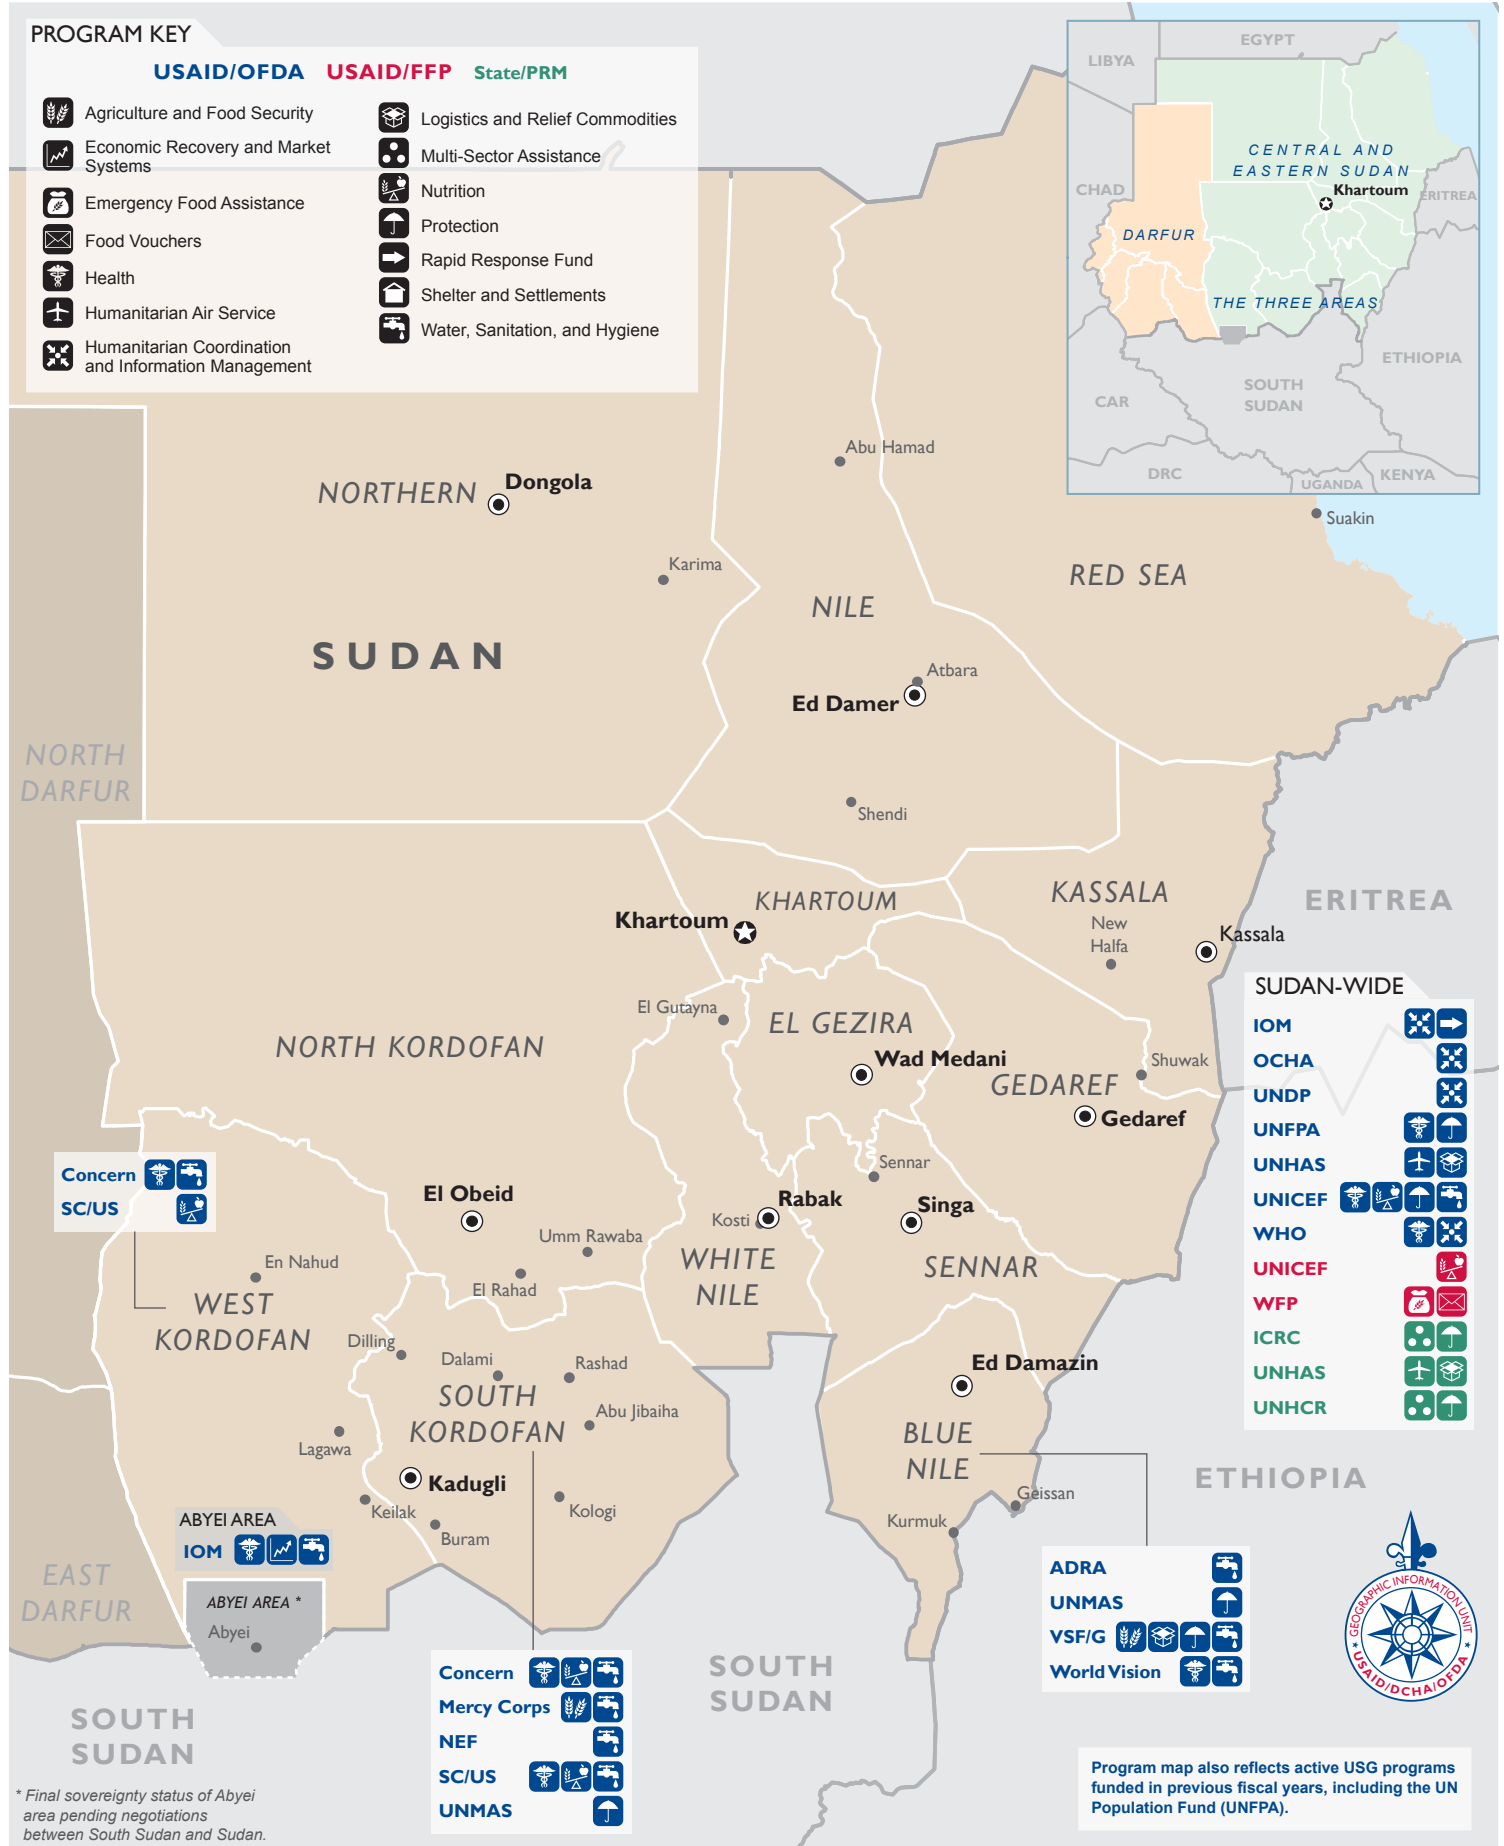 PROGRAM KEY
USAID/OFDA USAID/FFP State/PRM
Agriculture and Food Security
Economic Recovery and Market
Systems
Emergency Food Assistance
Food Vouchers
Health
Humanitarian Air Service
Humanitarian Coordination
and Information Management
Logistics and Relief Commodities
Multi-Sector Assistance
Nutrition
Protection
Rapid Response Fund
Shelter and Settlements
Water, Sanitation, and Hygiene
EGYPT
LIBYA
CENTRAL AND
EASTERN SUDAN
CHAD
Khartoum
ERITREA
DARFUR
THE THREE AREAS
ETHIOPIA
SOUTH
SUDAN
CAR
DRC
UGANDA
KENYA
Abu Hamad
NORTHERN
Dongola
Suakin
Karima
RED SEA
NILE
SUDAN
Atbara
Ed Damer
NORTH
DARFUR
Shendi
KHARTOUM
KASSALA
ERITREA
Khartoum
New
Halfa
Kassala
El Gutayna
EL GEZIRA
NORTH KORDOFAN
Wad Medani
Shuwak
GEDAREF
Gedaref
SUDAN-WIDE
IOM
OCHA
UNDP
UNFPA
UNHAS
UNICEF
WHO
UNICEF
WFP
ICRC
UNHAS
UNHCR
Concern
SC/US
Sennar
El Obeid
Rabak
Singa
Kosti
Umm Rawaba
En Nahud
El Rahad
WHITE
NILE
SENNAR
WEST
KORDOFAN
Dilling
Dalami
Rashad
Ed Damazin
SOUTH
KORDOFAN
Abu Jibaiha
BLUE
NILE
Lagawa
ETHIOPIA
Kadugli
Geissan
Keilak
Kologi
Kurmuk
Buram
ABYEI AREA
IOM
EAST
DARFUR
ABYEI AREA *
Abyei
ADRA
UNMAS
VSF/G
World Vision
GEOGRAPHIC INFORMATION UNIT
USAID/DCHA/OFDA
Concern
Mercy Corps
NEF
SC/US
UNMAS
SOUTH
SUDAN
SOUTH
SUDAN
* Final sovereignty status of Abyei
area pending negotiations
between South Sudan and Sudan.
Program map also reflects active USG programs
funded in previous fiscal years, including the UN
Population Fund (UNFPA).